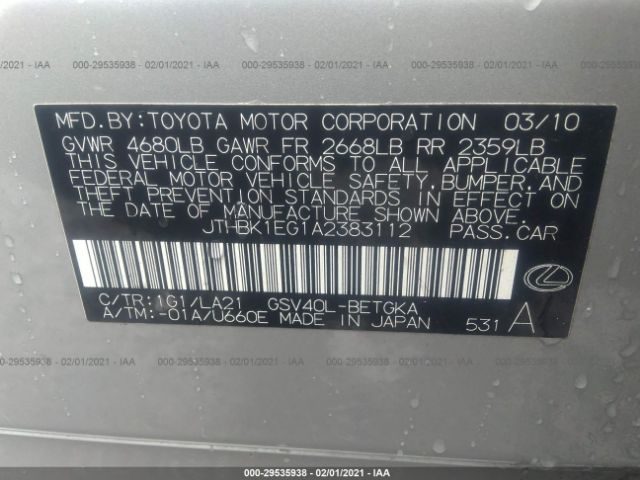 000-29535938 - 02/01/2021 - IAA
MFD.BY:TOYOTA MOTOR CORPORATION 03/10
GVWR 4680LB GAWR FR 2668LB RR 2359LB
THIS VEHICLE CONFORMS TO ALL APPLICABLE
FEDERAL MOTOR VEHICLE SAFETY,BUMPER,AND
THEFT PREVENTION STANDARDS IN EFFECT ON
THE DATE OF MANUFACTURE SHOWN ABOVE.
JTHBK1EG1A2383112 PASS.CAR
C/TR:1G1/LA21 GSV40L-BETGKA
A/TM:-01A/U660E MADE IN JAPAN 531 A
000-29535938 - 02/01/2021 - IAA
000-29535938 - 02/01/2021 - IAA